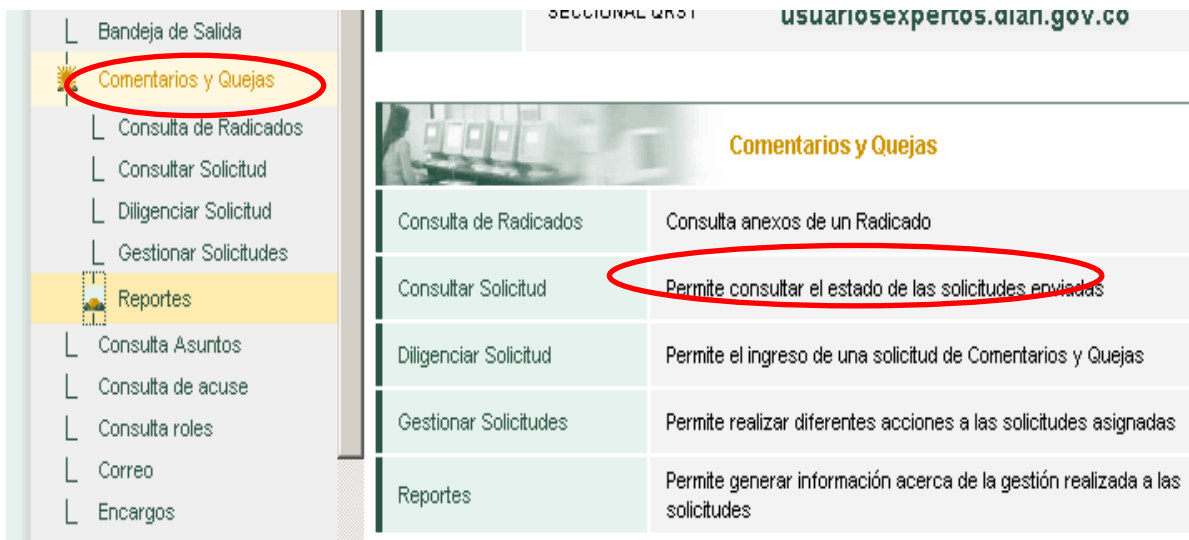 Bandeja de Salida
Comentarios y Quejas
Consulta de Radicados
Consultar Solicitud
Diligenciar Solicitud
Gestionar Solicitudes
Reportes
Consulta Asuntos
Consulta de acuse
Consulta roles
Correo
Encargos
SECCIONAL QRST
usuariosexpertos.dian.gov.co
Comentarios y Quejas
Consulta de Radicados Consulta anexos de un Radicado
Consultar Solicitud Permite consultar el estado de las solicitudes enviadas
Diligenciar Solicitud Permite el ingreso de una solicitud de Comentarios y Quejas
Gestionar Solicitudes Permite realizar diferentes acciones a las solicitudes asignadas
Reportes Permite generar información acerca de la gestión realizada a las
solicitudes